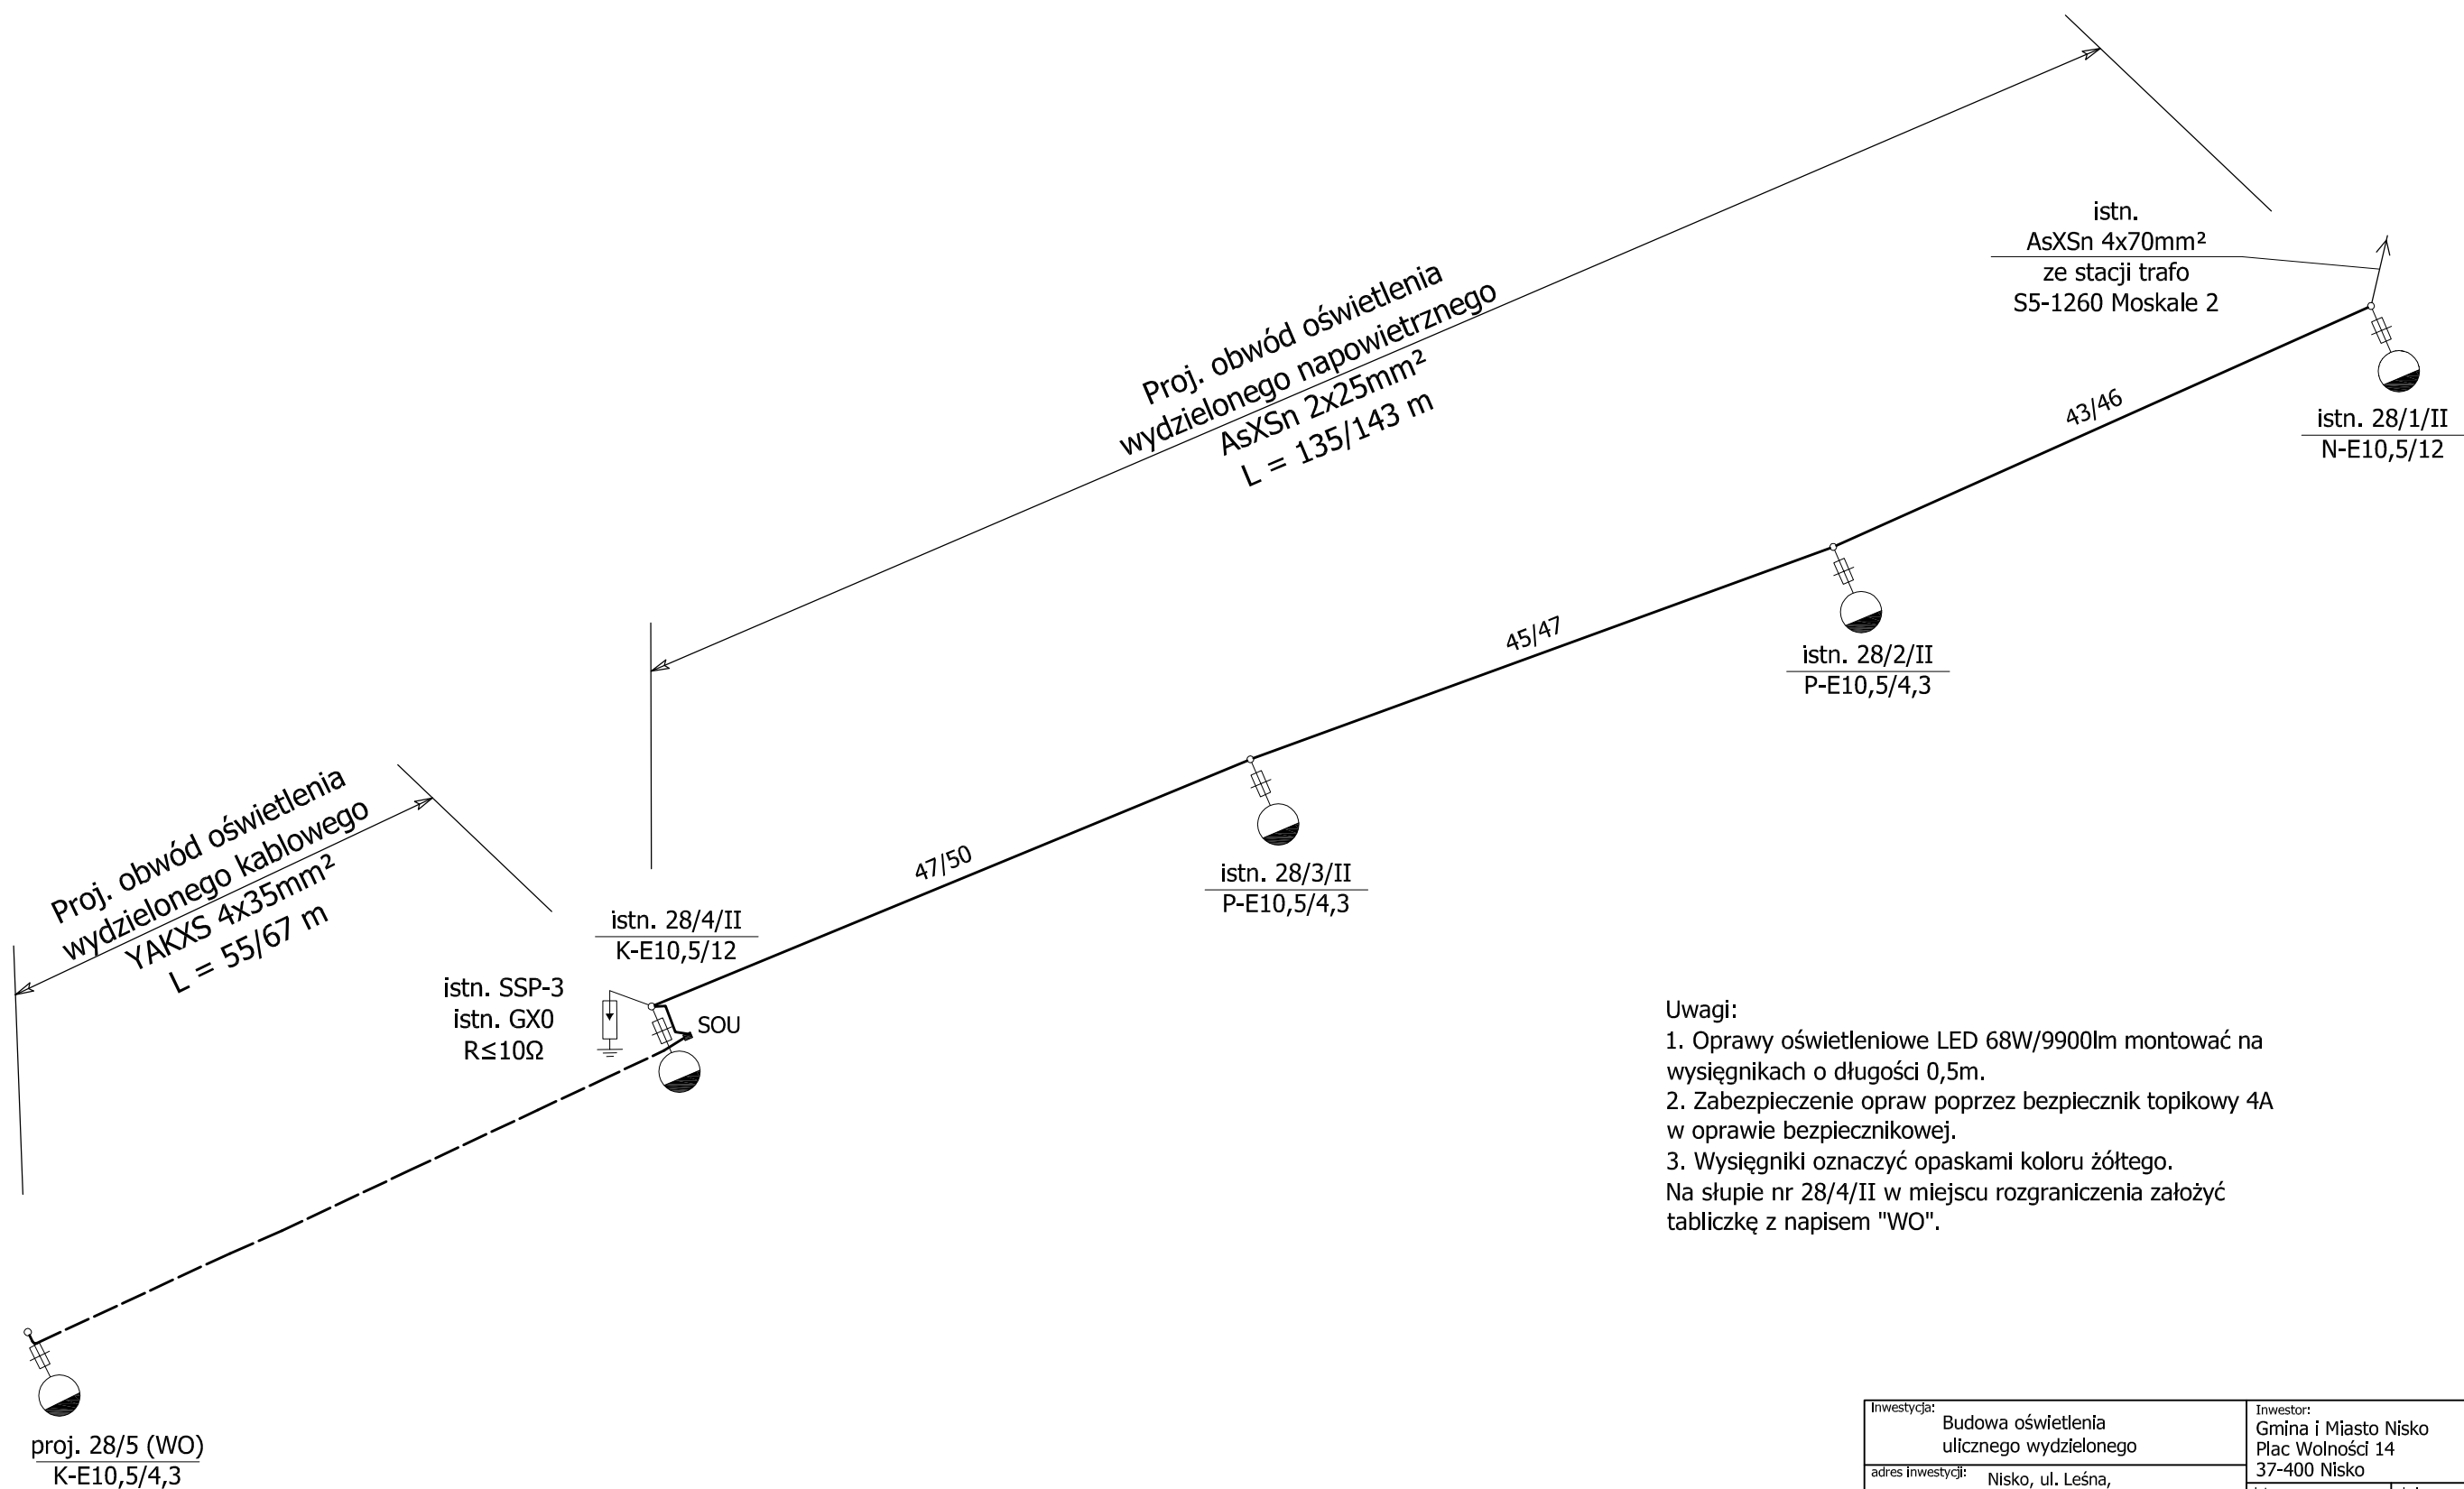 istn.
AsXSn 4x70mm²
ze stacji trafo
S5-1260 Moskale 2
Proj. obwód oświetlenia
wydzielonego napowietrznego
AsXSn 2x25mm²
L = 135/143 m
43/46
istn. 28/1/II
N-E10,5/12
45/47
istn. 28/2/II
P-E10,5/4,3
Proj. obwód oświetlenia
wydzielonego kablowego
YAKXS 4x35mm²
L = 55/67 m
47/50
istn. 28/3/II
P-E10,5/4,3
istn. 28/4/II
K-E10,5/12
istn. SSP-3
istn. GX0
R≤10Ω
SOU
Uwagi:
1. Oprawy oświetleniowe LED 68W/9900lm montować na
wysięgnikach o długości 0,5m.
2. Zabezpieczenie opraw poprzez bezpiecznik topikowy 4A
w oprawie bezpiecznikowej.
3. Wysięgniki oznaczyć opaskami koloru żółtego.
Na słupie nr 28/4/II w miejscu rozgraniczenia założyć
tabliczkę z napisem "WO".
proj. 28/5 (WO)
K-E10,5/4,3
Inwestycja:
Budowa oświetlenia
ulicznego wydzielonego
Inwestor:
Gmina i Miasto Nisko
Plac Wolności 14
37-400 Nisko
adres inwestycji:
Nisko, ul. Leśna,